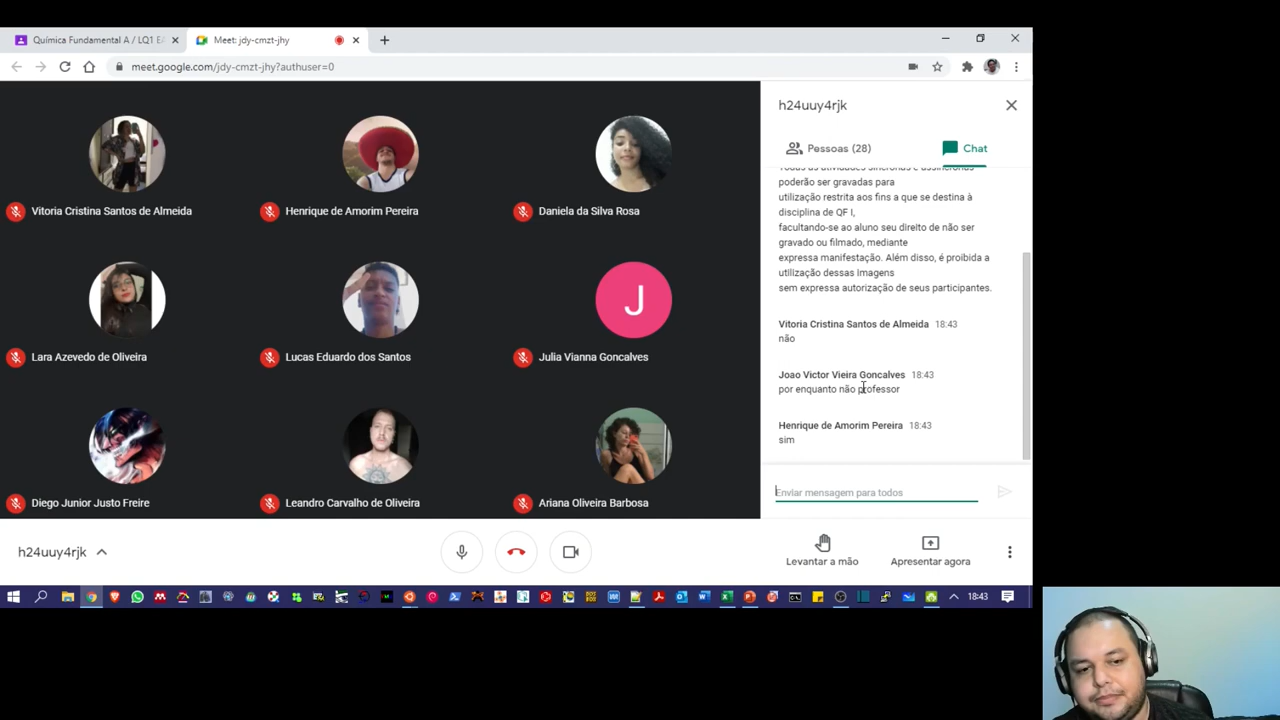 Química Fundamental A / LQ1 EA
Meet: jdy-cmzt-jhy
meet.google.com/jdy-cmzt-jhy?authuser=0
Vitoria Cristina Santos de Almeida
Henrique de Amorim Pereira
Daniela da Silva Rosa
Lara Azevedo de Oliveira
Lucas Eduardo dos Santos
J
Julia Vianna Goncalves
Diego Junior Justo Freire
Leandro Carvalho de Oliveira
Ariana Oliveira Barbosa
h24uuy4rjk
Pessoas (28)
Chat
Todas as atividades síncronas e assíncronas
poderão ser gravadas para
utilização restrita aos fins a que se destina à
disciplina de QF I,
facultando-se ao aluno seu direito de não ser
gravado ou filmado, mediante
expressa manifestação. Além disso, é proibida a
utilização dessas Imagens
sem expressa autorização de seus participantes.
Vitoria Cristina Santos de Almeida 18:43
não
Joao Victor Vieira Goncalves 18:43
por enquanto não professor
Henrique de Amorim Pereira 18:43
sim
Enviar mensagem para todos
h24uuy4rjk
Levantar a mão
Apresentar agora
18:43